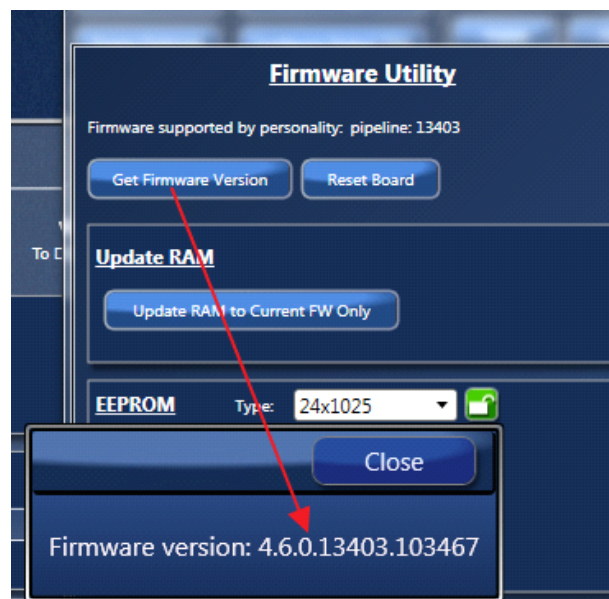 Firmware Utility
Firmware supported by personality: pipeline: 13403
Get Firmware Version
Reset Board
To
Update RAM
Update RAM to Current FW Only
EEPROM
Type:
24x1025
Close
Firmware version: 4.6.0.13403.103467